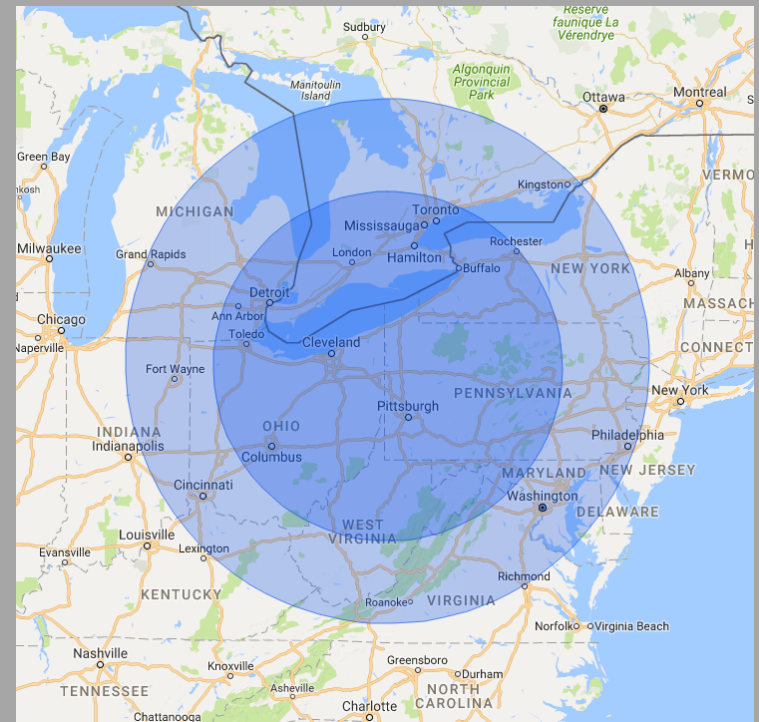 Réserve
faunique La
Vérendrye
Sudbury
Algonquin
Provincial
Park
Manitoulin
Island
Ottawa
Montreal
Green Bay
Kingston
VERMO
MICHIGAN
Toronto
Mississauga
Rochester
Milwaukee
Grand Rapids
London
Hamilton
Buffalo
NEW YORK
Albany
Detroit
MASSACH
Ann Arbor
Chicago
Toledo
Cleveland
CONNECT
Naperville
Fort Wayne
PENNSYLVANIA
New York
Pittsburgh
INDIANA
OHIO
Philadelphia
Indianapolis
Columbus
MARYLAND
NEW JERSEY
Cincinnati
Washington
DELAWARE
WEST
VIRGINIA
Louisville
Evansville
Lexington
Richmond
KENTUCKY
Roanoke
VIRGINIA
Norfolk
Virginia Beach
Nashville
Knoxville
Greensboro
Durham
TENNESSEE
Asheville
NORTH
CAROLINA
Charlotte
Chattanooga